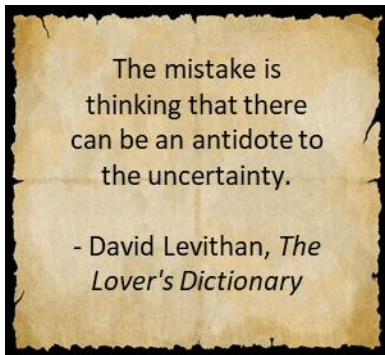 The mistake is
thinking that there
can be an antidote to
the uncertainty.
- David Levithan, The
Lover's Dictionary